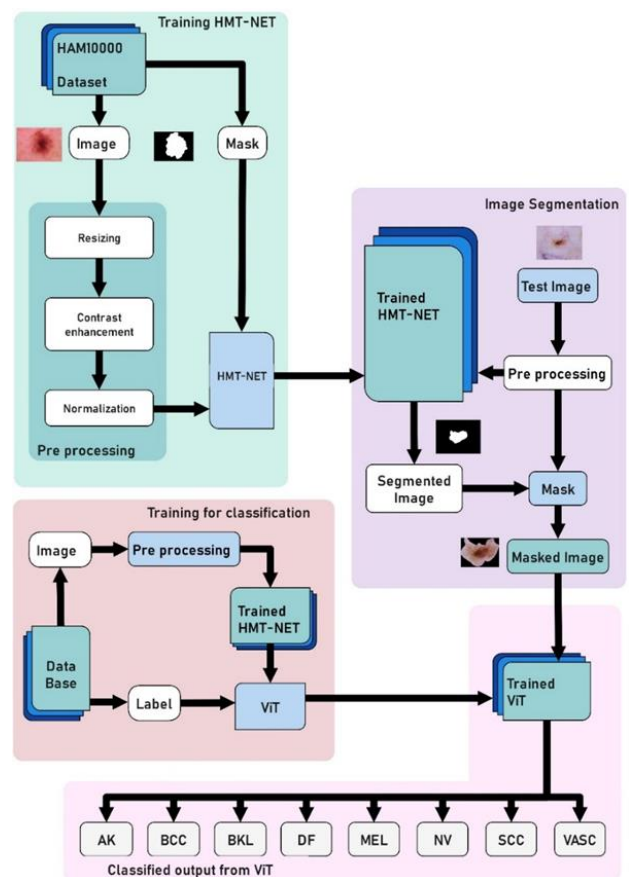 Training HMT-NET
HAM10000
Dataset
Image
Mask
Resizing
Contrast
enhancement
Normalization
Pre processing
HMT-NET
Image Segmentation
Trained
HMT-NET
Test Image
Pre processing
Segmented
Image
Mask
Masked Image
Training for classification
Image
Pre processing
Trained
HMT-NET
Data
Base
Label
ViT
Trained
ViT
AK
BCC
BKL
DF
MEL
NV
SCC
VASC
Classified output from ViT